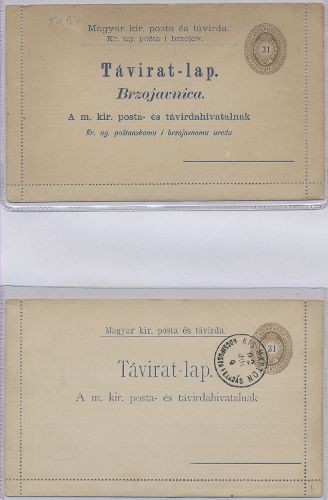 Magyar kir. posta és távirda.
Kr. ug. pošta i brzojav.
31
Távirat-lap.
Brzojavnica.
A m. kir. posta- és távirdahivatalnak
Kr. ug. poštanskomu i brzojavnomu uredu
Magyar kir. posta és távirda.
31
Távirat-lap.
A m. kir. posta- és távirdahivatalnak